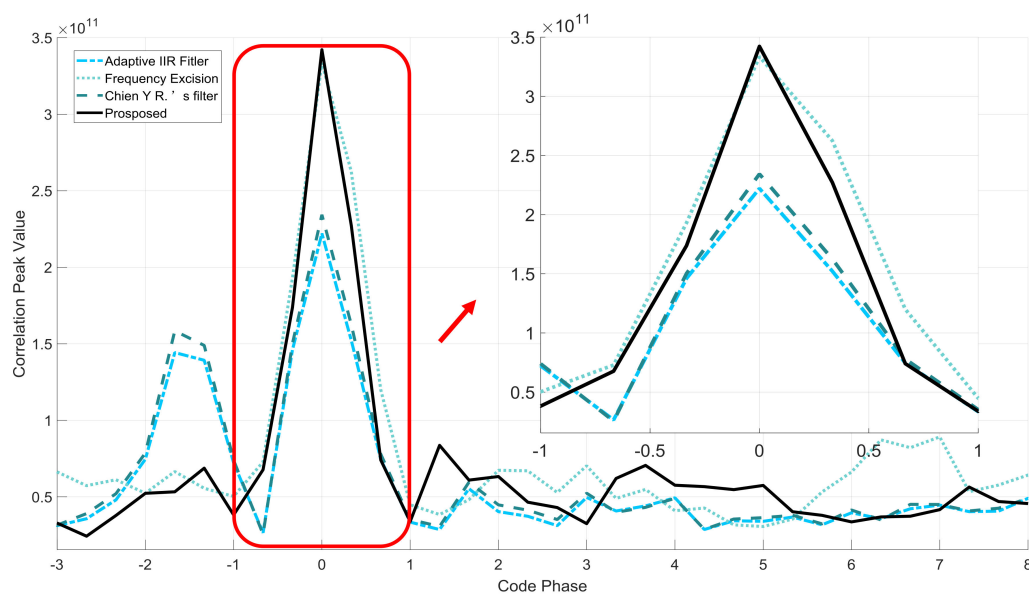 ×10^11
3.5
3
2.5
2
1.5
1
0.5
Correlation Peak Value
Adaptive IIR Fitler
Frequency Excision
Chien Y R.’s filter
Prosposed
-3 -2 -1 0 1 2 3 4 5 6 7 8
Code Phase
×10^11
3.5
3
2.5
2
1.5
1
0.5
-1 -0.5 0 0.5 1